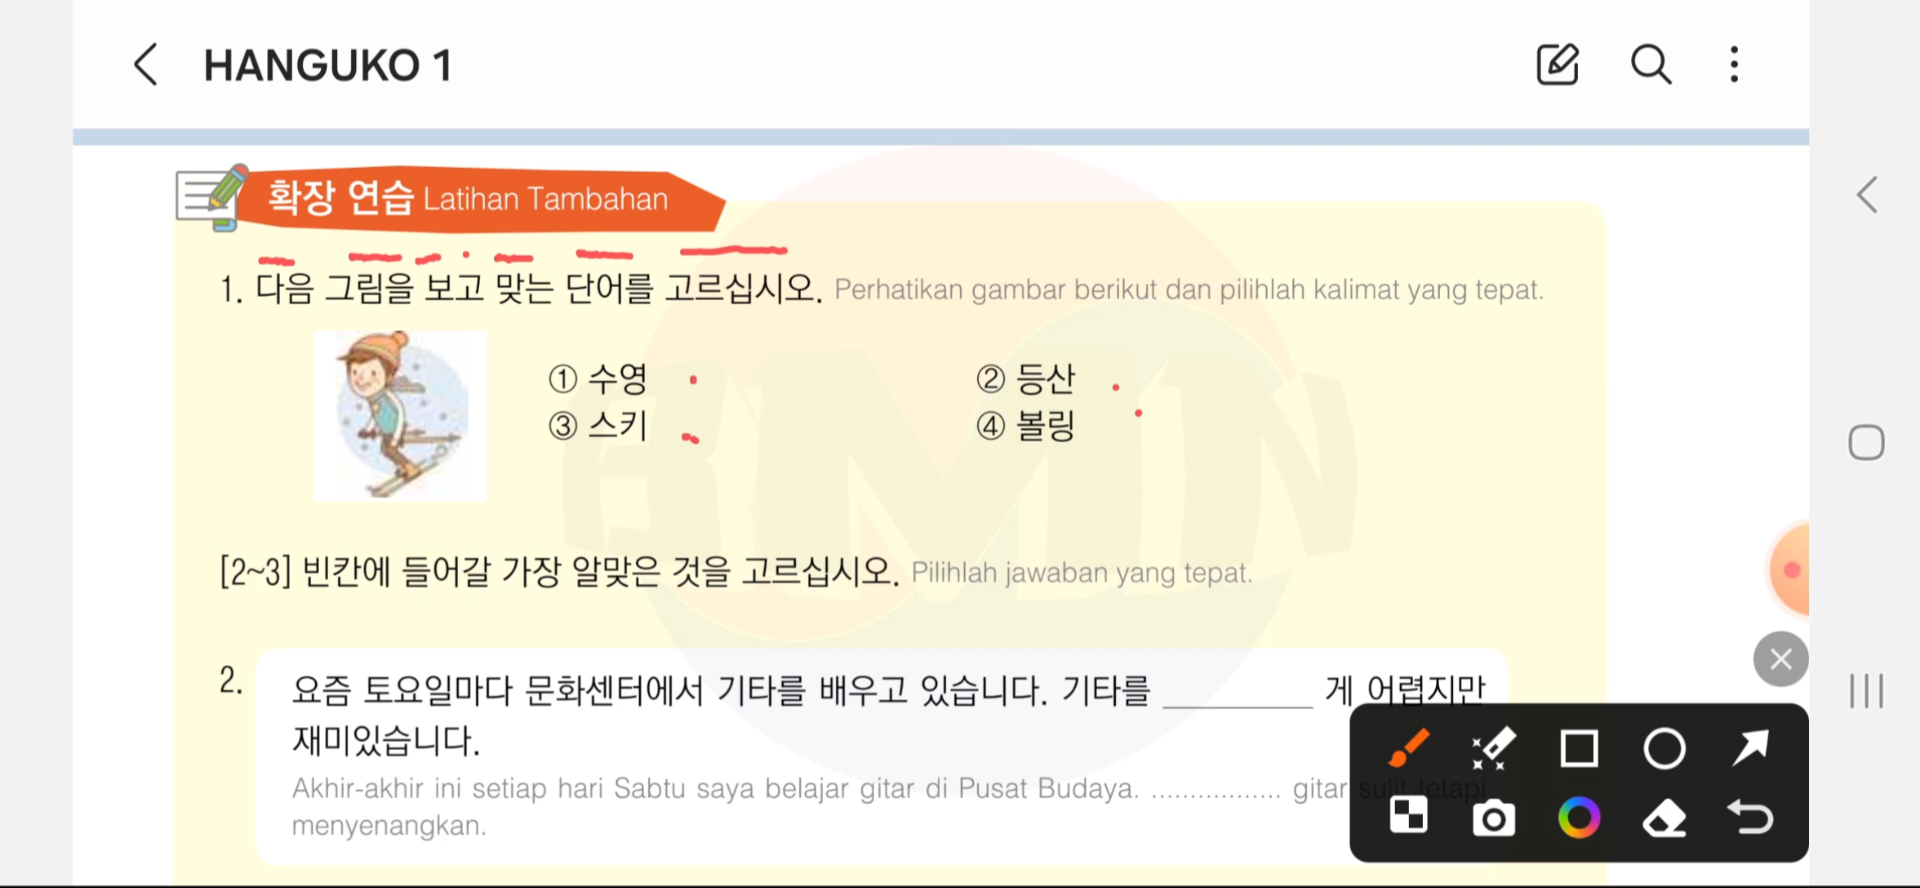 HANGUKO 1
확장 연습 Latihan Tambahan
1. 다음 그림을 보고 맞는 단어를 고르십시오. Perhatikan gambar berikut dan pilihlah kalimat yang tepat.
① 수영 ② 등산
③ 스키 ④ 볼링
[2~3] 빈칸에 들어갈 가장 알맞은 것을 고르십시오. Pilihlah jawaban yang tepat.
2. 요즘 토요일마다 문화센터에서 기타를 배우고 있습니다. 기타를 __________ 게 어렵지만
재미있습니다.
Akhir-akhir ini setiap hari Sabtu saya belajar gitar di Pusat Budaya. ................. gitar sulit tetapi
menyenangkan.